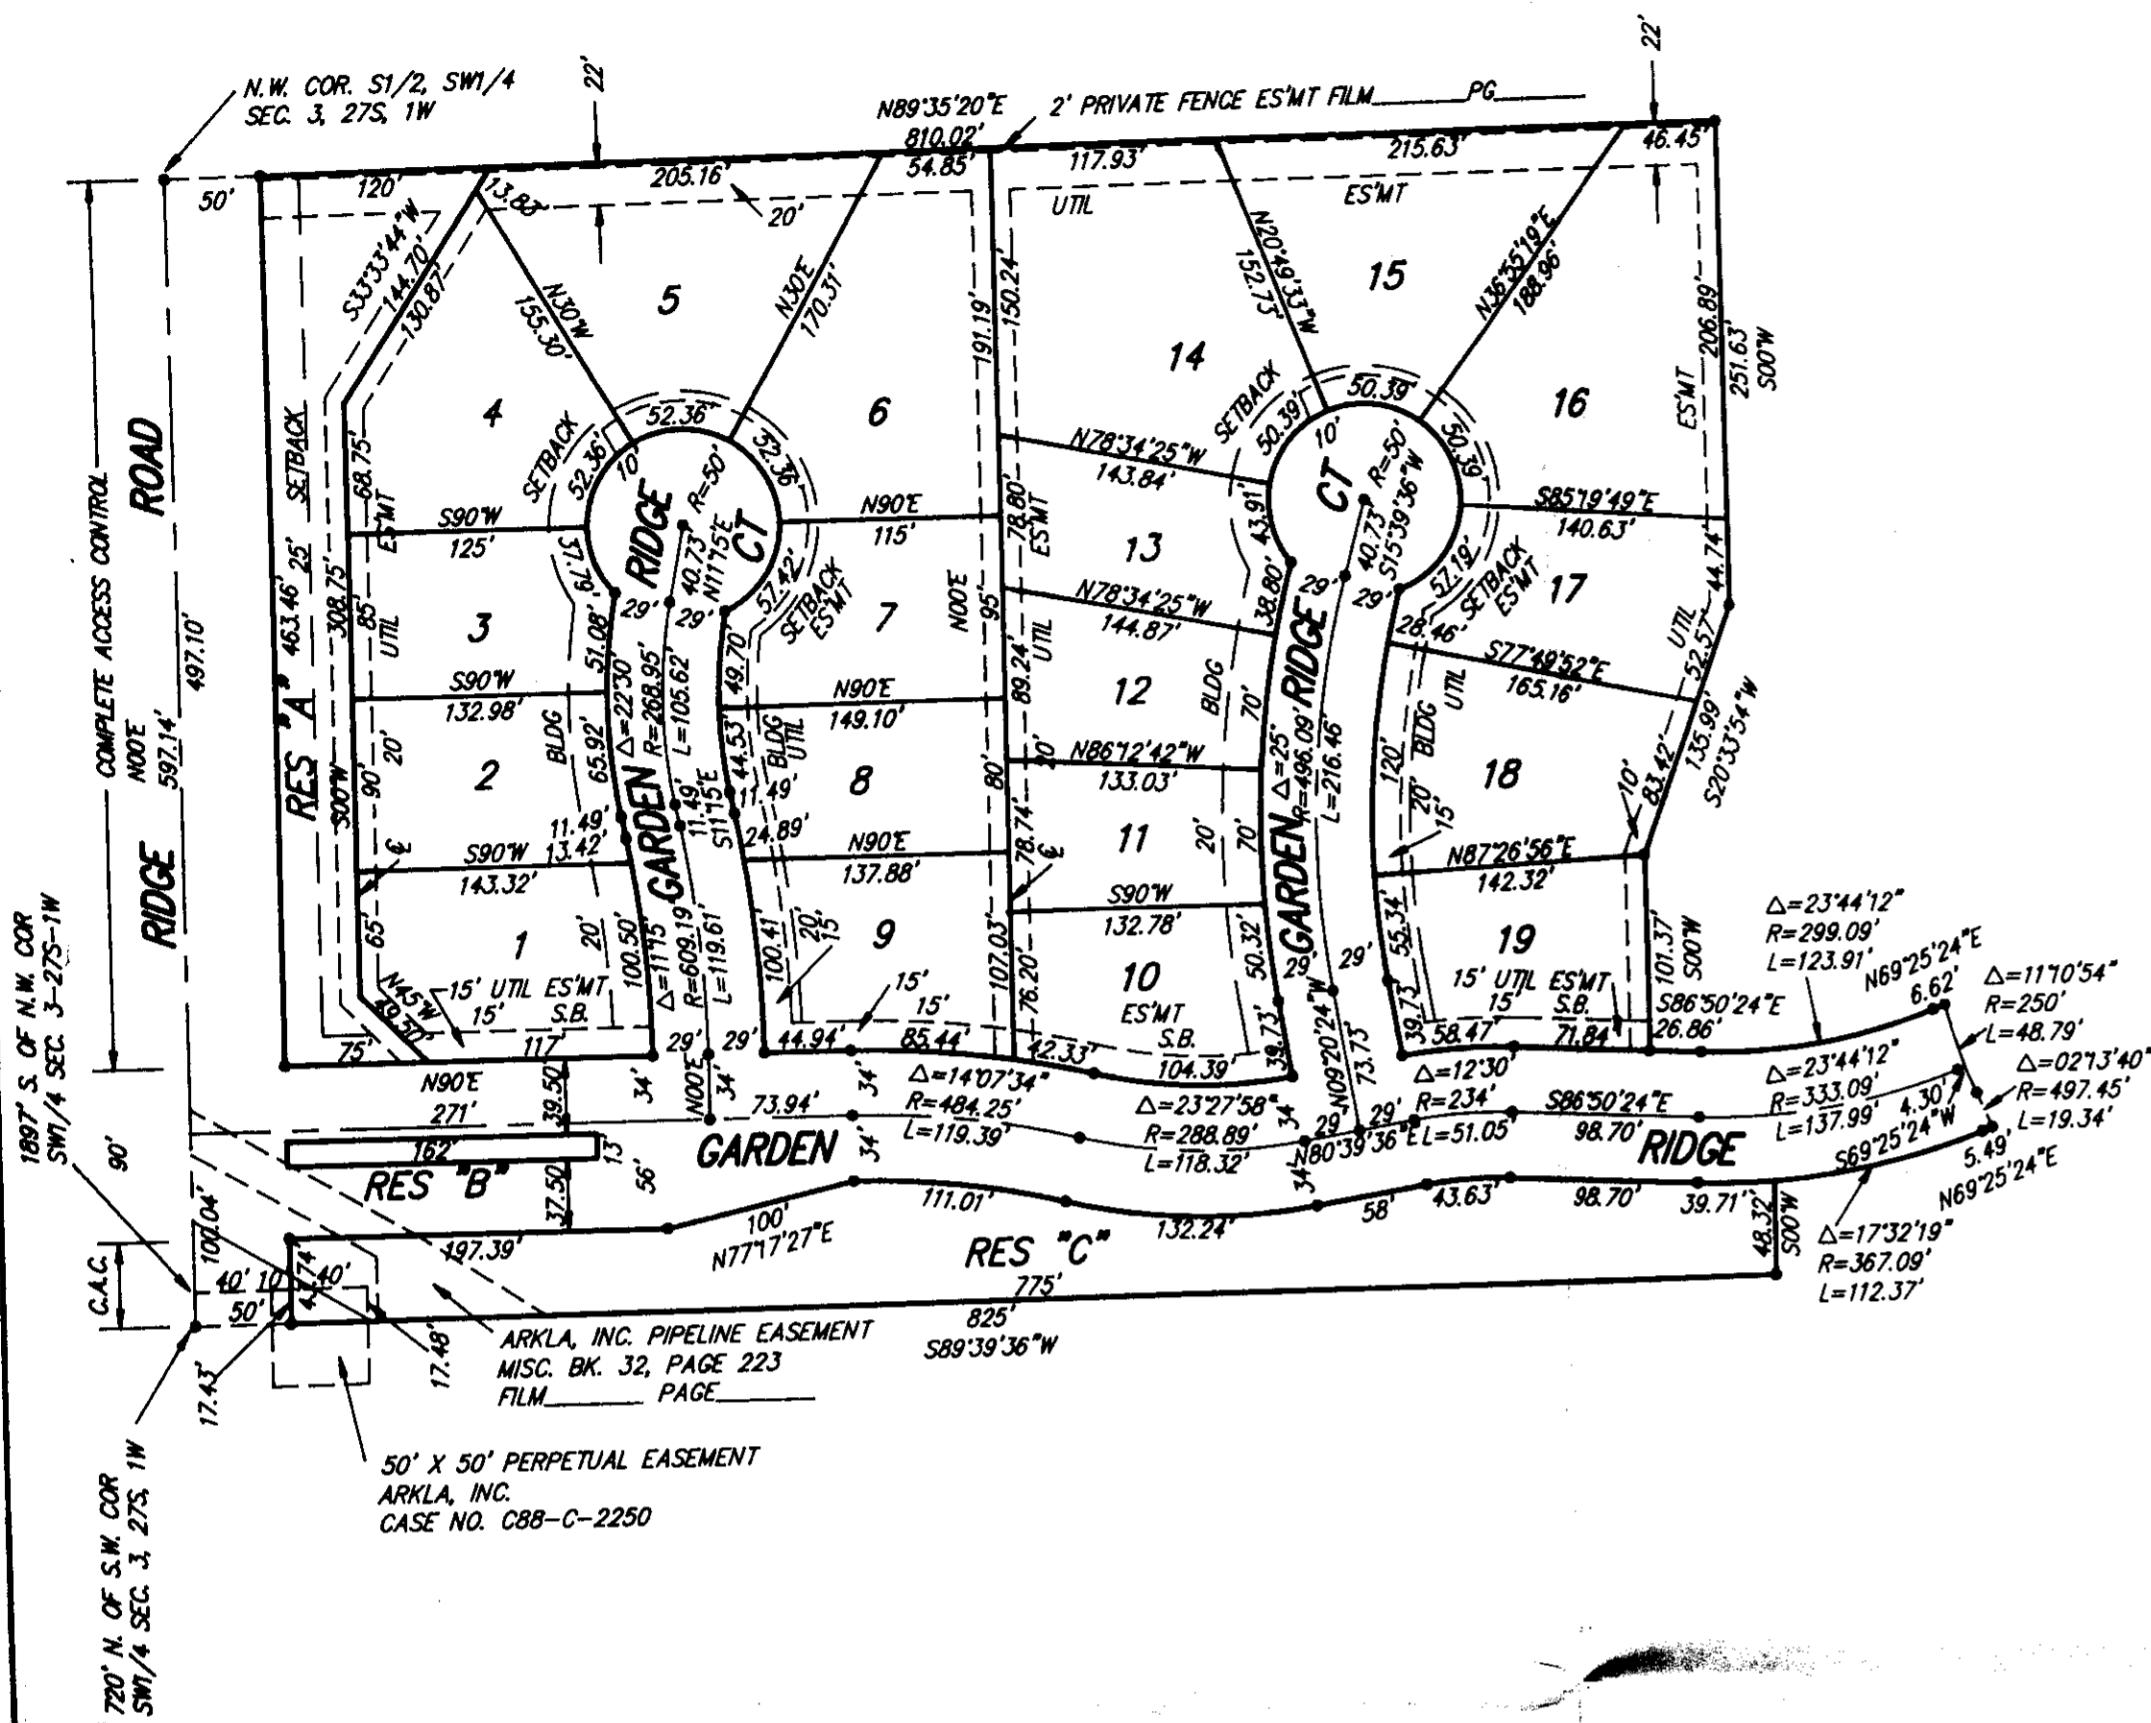 N.W. COR. S1/2, SW1/4
SEC. 3, 27S, 1W
22'
N89°35'20"E
810.02'
2' PRIVATE FENCE ES'MT FILM______PG______
22'
50'
120'
13.83'
205.16'
20'
54.85'
117.93'
UTIL
215.63'
ES'MT
46.45'
COMPLETE ACCESS CONTROL
N00°E
597.14'
497.10'
RIDGE ROAD
RES "A"
463.46'
25' SETBACK
S00°W
308.75'
S33°33'44"W
144.70'
130.87'
68.75'
ES'MT
85'
UTIL
90'
20'
65'
N45°W
49.50'
4
N30°W
155.30'
5
N30°E
170.31'
6
191.19'
150.24'
SETBACK
52.36'
52.36'
32.36'
10'
R=50'
GARDEN RIDGE CT
40.73'
N11°15'E
S90°W
125'
37.79'
N90°E
115'
57.42'
SETBACK
ES'MT
3
29'
29'
51.08'
49.70'
7
N00°E
95'
78.80'
ES'MT
89.24'
UTIL
S90°W
132.98'
BLDG
65.92'
Δ=22°30'
R=268.95'
L=105.62'
44.53'
BLDG
UTIL
N90°E
149.10'
2
11.49'
13.42'
11.49'
S11°15'E
11.49'
24.89'
8
80'
20'
78.74'
℄
℄
S90°W
143.32'
N90°E
137.88'
1
20'
100.50'
Δ=11°15'
R=609.19'
L=119.61'
100.41'
20'
15'
9
107.03'
76.20'
15' UTIL ES'MT
15' S.B.
75'
117'
29'
29'
44.94'
15'
15'
85.44'
14
N20°49'33"W
152.73'
15
N36°55'19"E
188.96'
16
206.89'
ES'MT
251.63'
S00°W
SETBACK
50.39'
50.39'
50.39'
10'
R=50'
GARDEN RIDGE CT
40.73'
S15°39'36"W
N78°34'25"W
143.84'
43.91'
S85°19'49"E
140.63'
57.19'
SETBACK
ES'MT
13
38.80'
29'
29'
17
44.74'
UTIL
52.57'
N78°34'25"W
144.87'
28.46'
S77°49'52"E
165.16'
135.99'
S20°33'54"W
83.42'
12
BLDG
70'
Δ=25°
R=496.09'
L=216.46'
120'
BLDG
UTIL
20'
15'
18
10'
N86°12'42"W
133.03'
11
20'
70'
N87°26'56"E
142.32'
S90°W
132.78'
10
ES'MT
S.B.
50.32'
29'
29'
55.34'
19
15' UTIL ES'MT
15' S.B.
101.37'
S00°W
39.73'
N09°20'24"W
73.73'
39.73'
42.33'
104.39'
58.47'
71.84'
S86°50'24"E
26.86'
Δ=23°44'12"
R=299.09'
L=123.91'
N69°25'24"E
6.62'
Δ=11°10'54"
R=250'
L=48.79'
Δ=02°13'40"
R=497.45'
L=19.34'
N90°E
271'
39.50'
34'
N00°E
34'
73.94'
34'
34'
Δ=14°07'34"
R=484.25'
L=119.39'
Δ=23°27'58"
R=288.89'
L=118.32'
34'
34'
29'
29'
N80°39'36"E
Δ=12°30'
R=234'
L=51.05'
S86°50'24"E
98.70'
Δ=23°44'12"
R=333.09'
L=137.99'
4.30'
S69°25'24"W
5.49'
N69°25'24"E
GARDEN
RIDGE
162'
13'
RES "B"
56'
37.50'
1897' S. OF N.W. COR
SW1/4 SEC. 3-27S-1W
90'
100.04'
C.A.C.
197.39'
100'
N77°17'27"E
111.01'
132.24'
58'
43.63'
98.70'
39.71'
48.32'
S00°W
Δ=17°32'19"
R=367.09'
L=112.37'
RES "C"
775'
825'
S89°39'36"W
40'
10'
40'
50'
43.74'
17.43'
17.48'
ARKLA, INC. PIPELINE EASEMENT
MISC. BK. 32, PAGE 223
FILM______ PAGE______
50' X 50' PERPETUAL EASEMENT
ARKLA, INC.
CASE NO. C88-C-2250
720' N. OF S.W. COR
SW1/4 SEC. 3, 27S, 1W